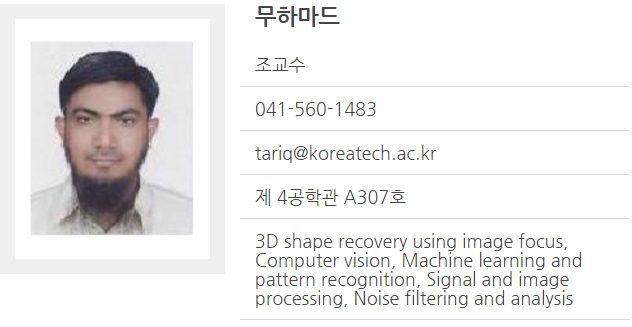 무하마드
조교수
041-560-1483
tariq@koreatech.ac.kr
제 4공학관 A307호
3D shape recovery using image focus,
Computer vision, Machine learning and
pattern recognition, Signal and image
processing, Noise filtering and analysis